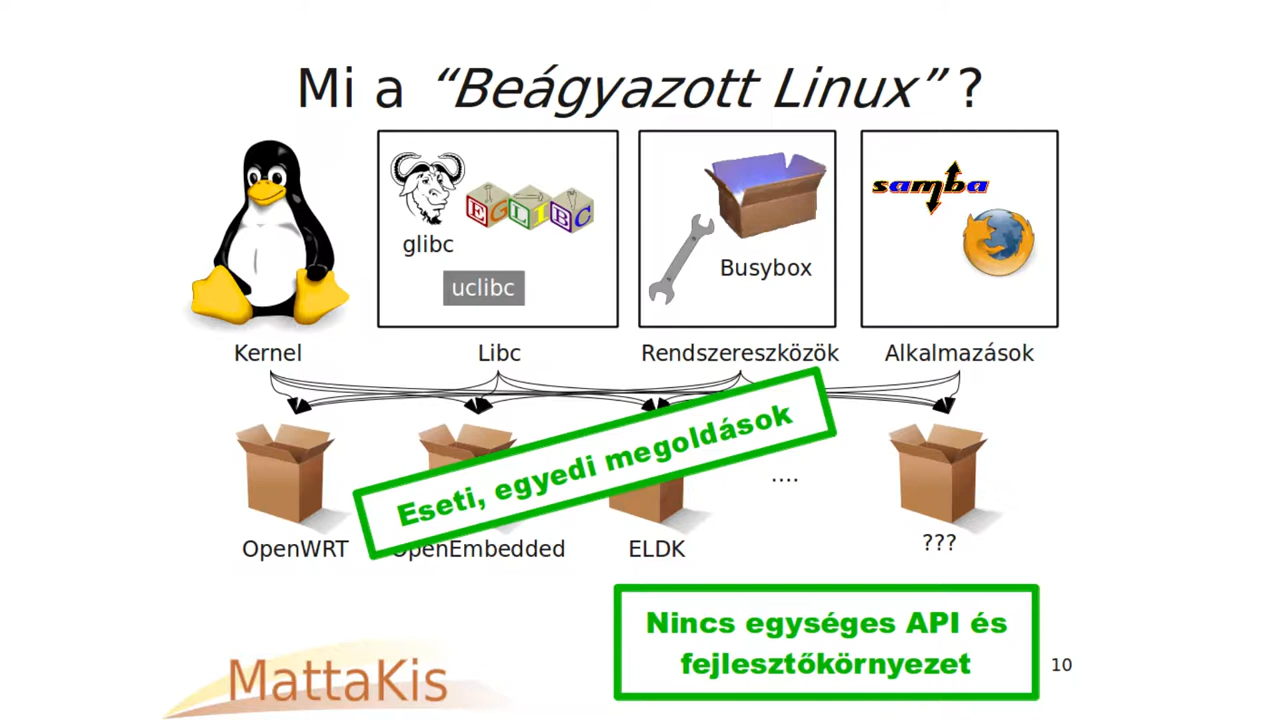 Mi a “Beágyazott Linux” ?
glibc
EGLIBC
uclibc
Busybox
samba
Kernel
Libc
Rendszereszközök
Alkalmazások
Eseti, egyedi megoldások
....
OpenWRT
OpenEmbedded
ELDK
???
Nincs egységes API és
fejlesztőkörnyezet
MattaKis
10